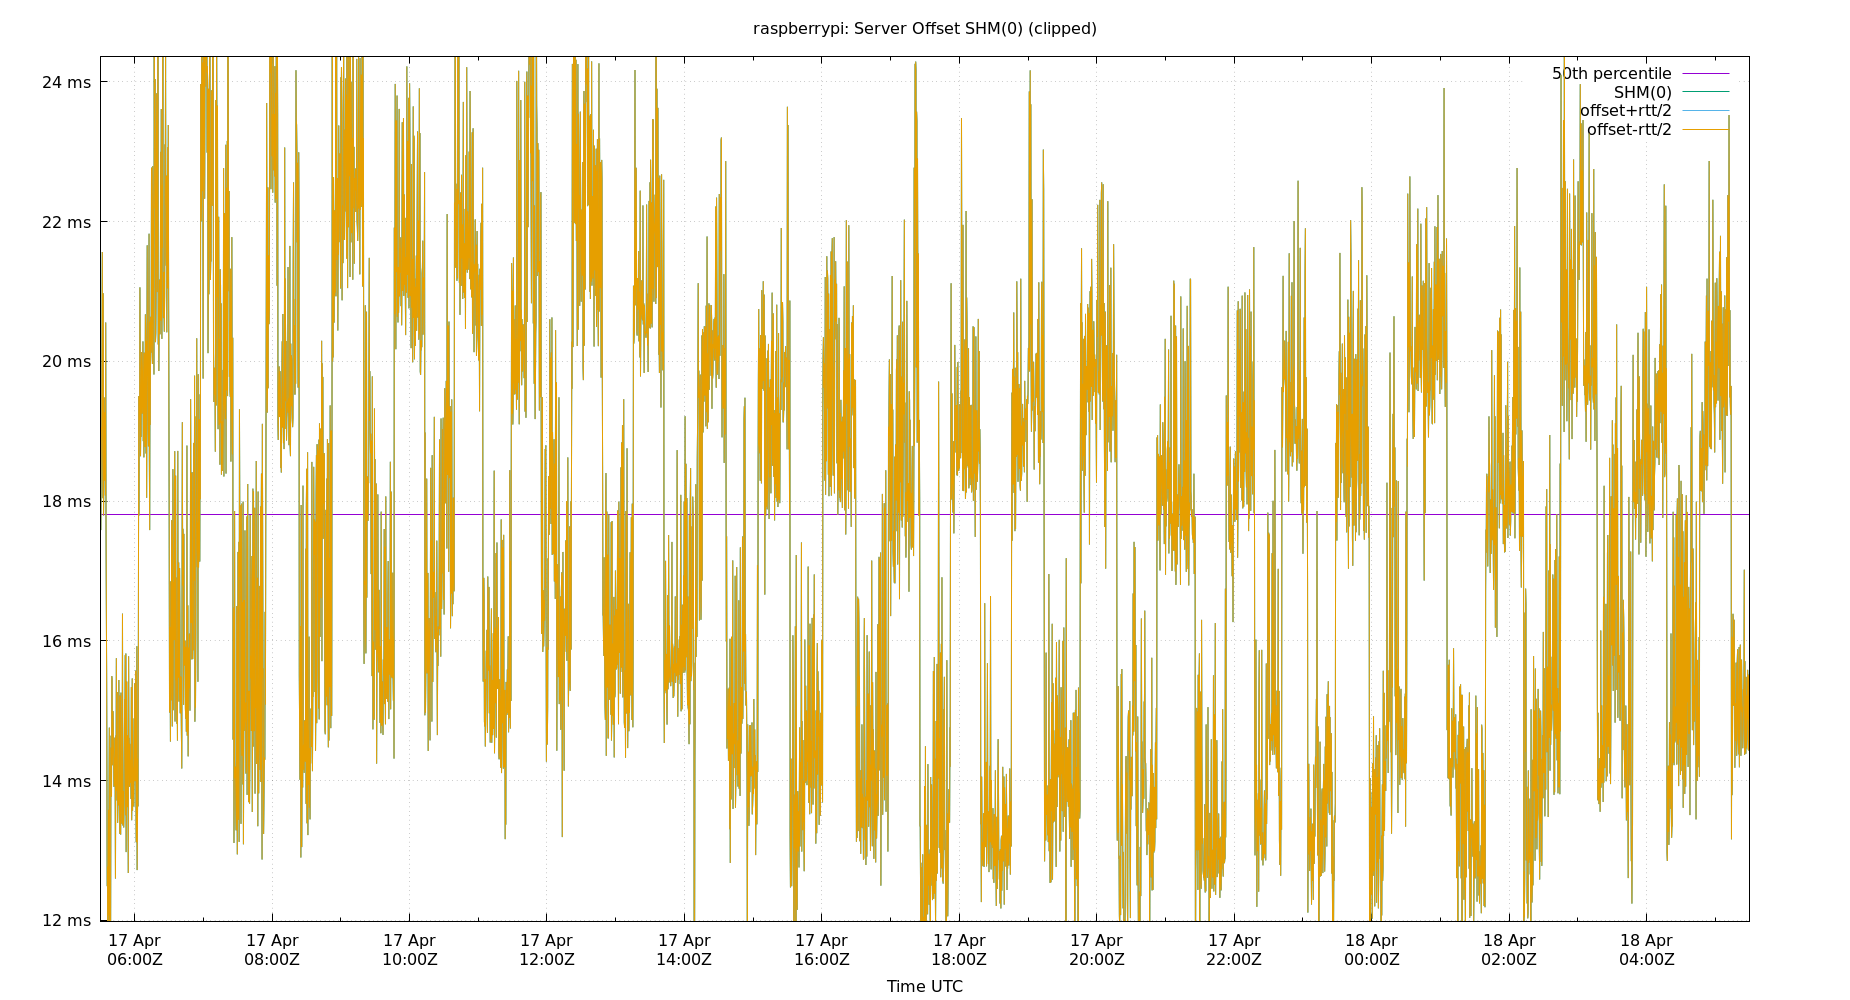 raspberrypi: Server Offset SHM(0) (clipped)
50th percentile
SHM(0)
offset+rtt/2
offset-rtt/2
24 ms
22 ms
20 ms
18 ms
16 ms
14 ms
12 ms
17 Apr 17 Apr 17 Apr 17 Apr 17 Apr 17 Apr 17 Apr 17 Apr 17 Apr 18 Apr 18 Apr 18 Apr
06:00Z 08:00Z 10:00Z 12:00Z 14:00Z 16:00Z 18:00Z 20:00Z 22:00Z 00:00Z 02:00Z 04:00Z
Time UTC